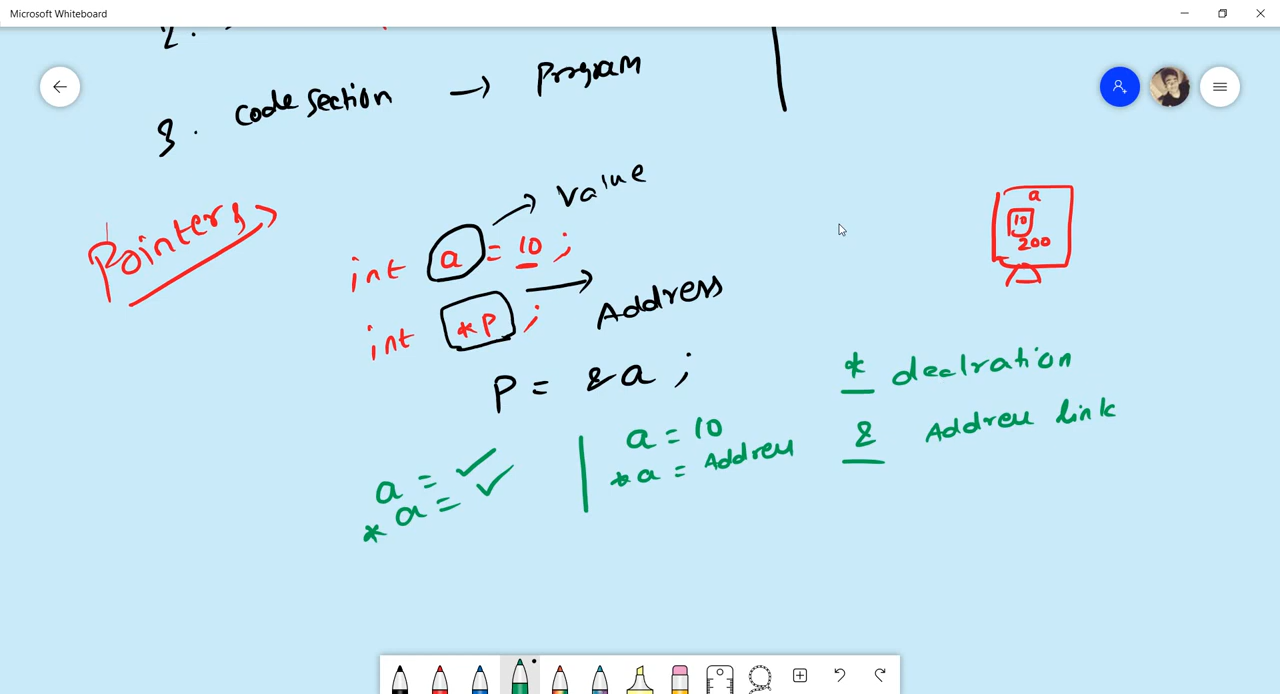 Microsoft Whiteboard
2.
3. Code Section → Program
Pointers
int a = 10 ; → Value
int *P ; → Address
P = &a ;
a
10
200
* declration
& Address link
a = ✓
* a = ✓
a = 10
*a = Address